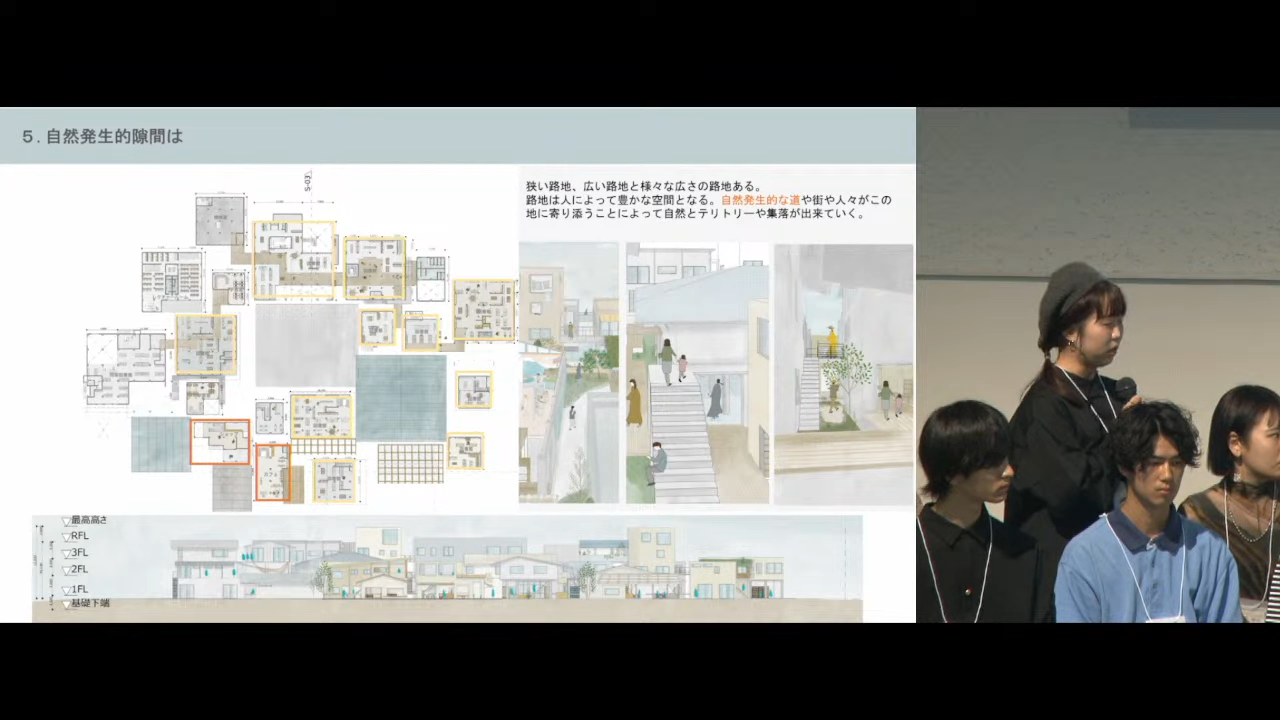 5. 自然発生的隙間は
狭い路地、広い路地と様々な広さの路地ある。
路地は人によって豊かな空間となる。自然発生的な道や街や人々がこの
地に寄り添うことによって自然とテリトリーや集落が出来ていく。
S-03
カフェ
最高高さ
RFL
3FL
2FL
1FL
基礎下端